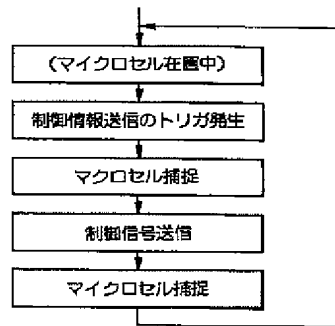 (マイクロセル在圏中)
制御情報送信のトリガ発生
マクロセル捕捉
制御信号送信
マイクロセル捕捉